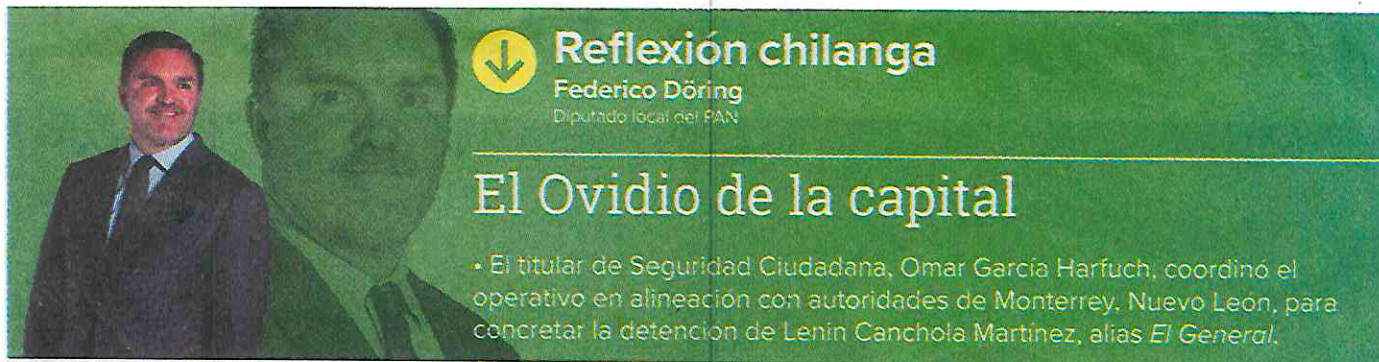 Reflexión chilanga
Federico Döring
Diputado local del PAN
El Ovidio de la capital
• El titular de Seguridad Ciudadana, Omar García Harfuch, coordinó el
operativo en alineación con autoridades de Monterrey, Nuevo León, para
concretar la detención de Lenin Canchola Martínez, alias El General.